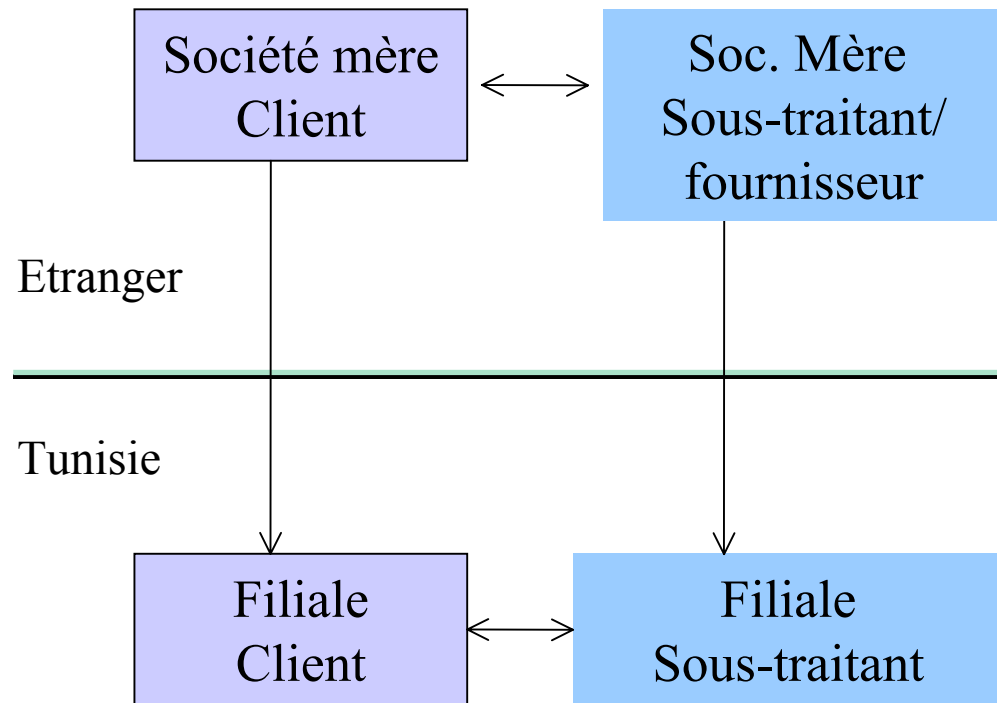 Société mère
Client
Soc. Mère
Sous-traitant/
fournisseur
Etranger
Tunisie
Filiale
Client
Filiale
Sous-traitant